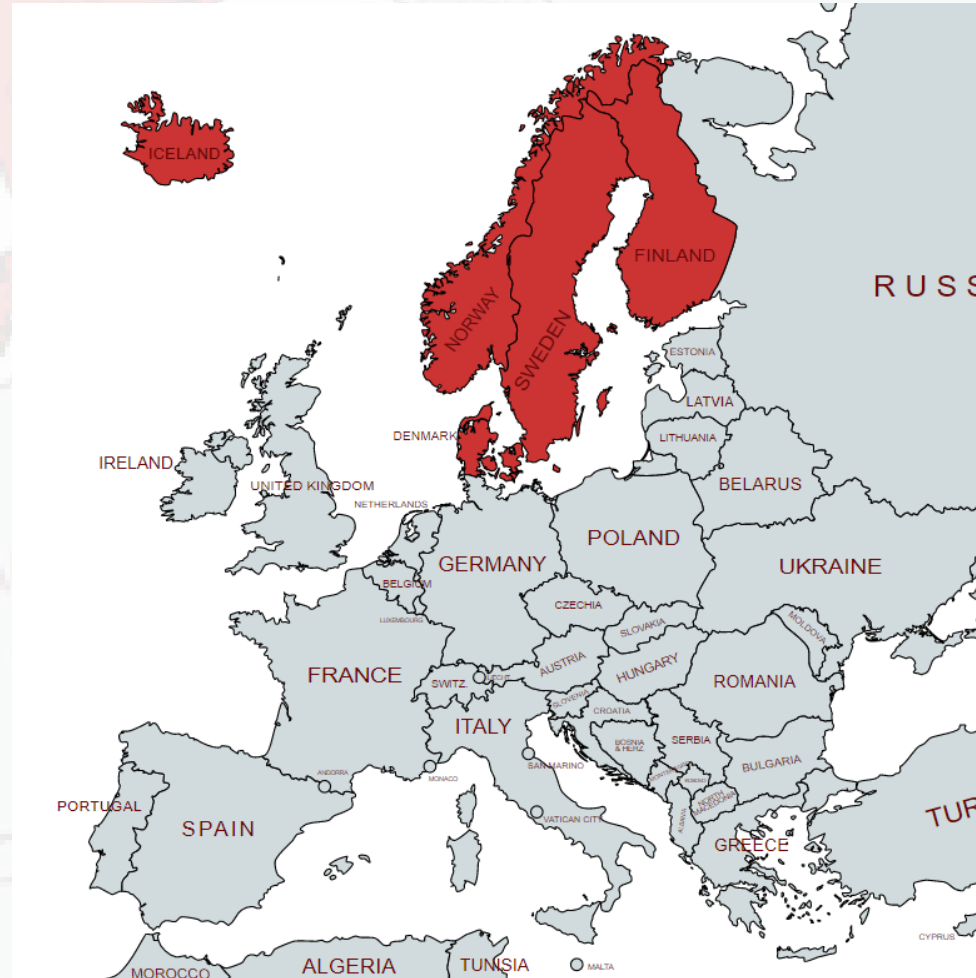 ICELAND
FINLAND
RUSS
NORWAY
SWEDEN
ESTONIA
LATVIA
DENMARK
LITHUANIA
IRELAND
UNITED KINGDOM
BELARUS
NETHERLANDS
POLAND
GERMANY
UKRAINE
BELGIUM
CZECHIA
LUXEMBOURG
SLOVAKIA
MOLDOVA
AUSTRIA
HUNGARY
FRANCE
SWITZ.
ROMANIA
SLOVENIA
CROATIA
ITALY
BOSNIA
& HERZ.
SERBIA
SAN MARINO
BULGARIA
MONTENEGRO
KOSOVO
ANDORRA
MONACO
NORTH
MACEDONIA
PORTUGAL
SPAIN
VATICAN CITY
ALBANIA
TUR
GREECE
CYPRUS
MOROCCO
ALGERIA
TUNISIA
MALTA